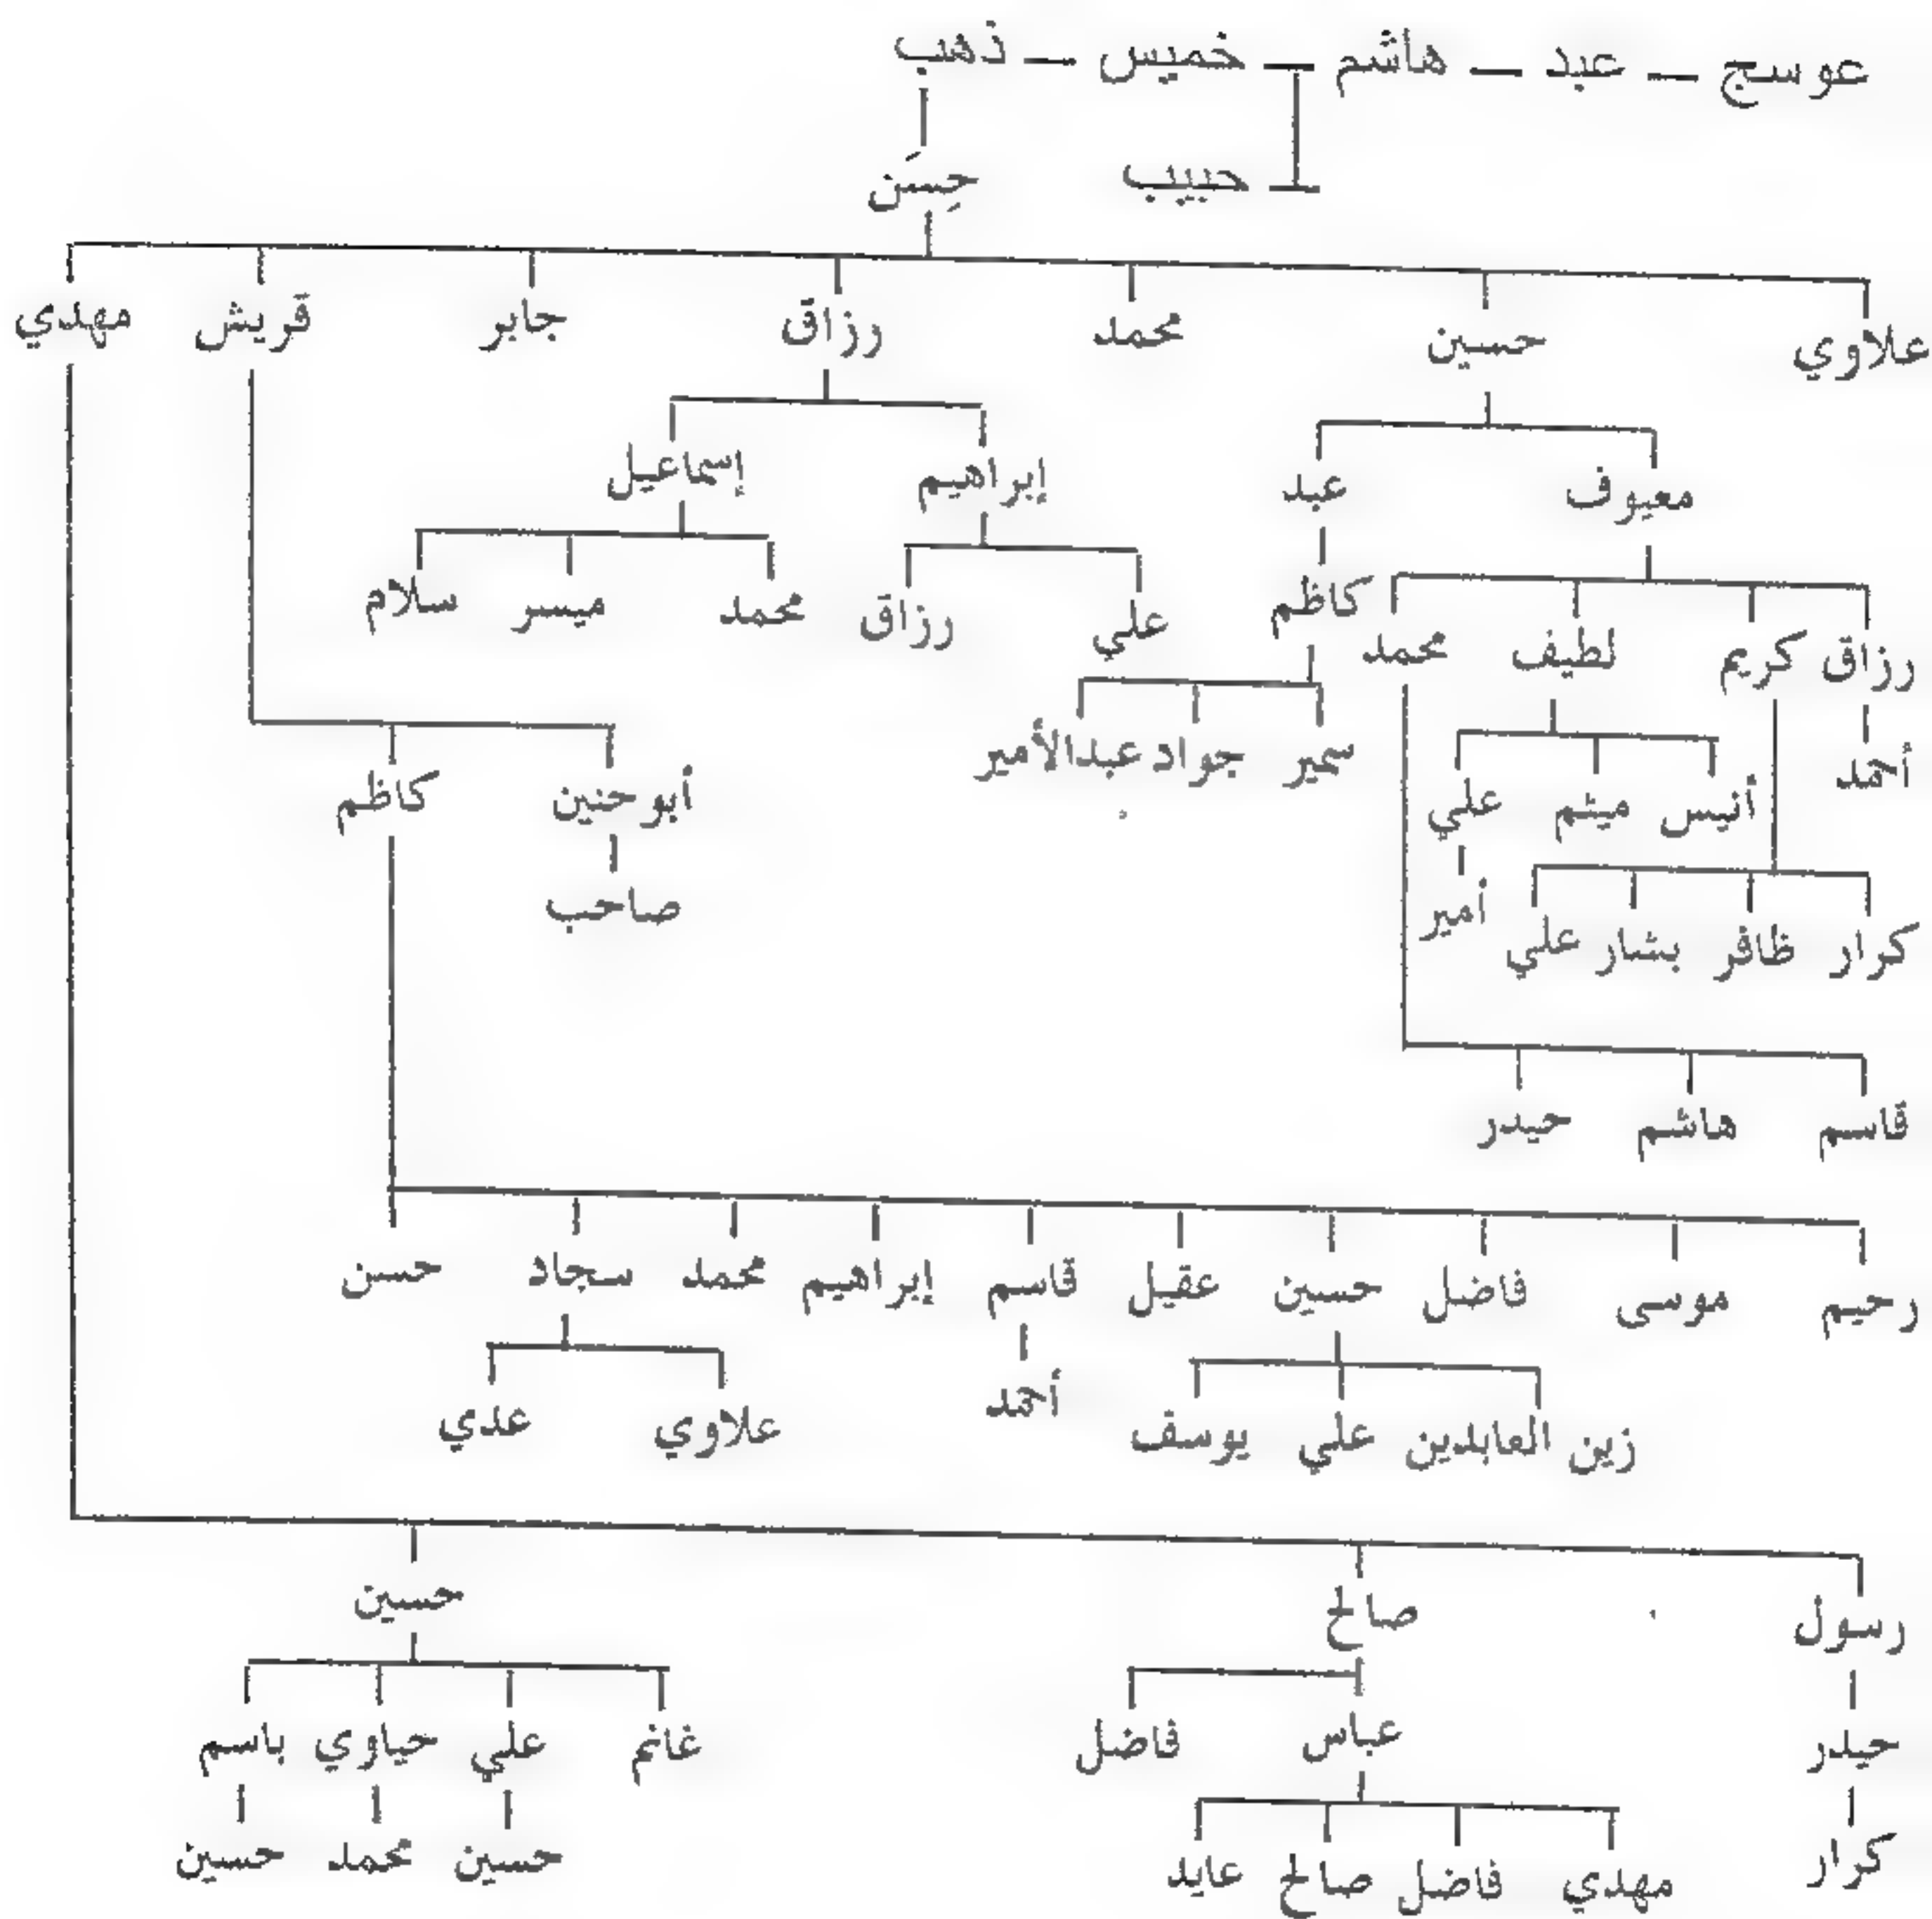 عوسج – عبد – هاشم – خميس – ذهب
حبيب
حِسَن
علاوي حسين محمد رزاق جابر قريش مهدي
معيوف عبد إبراهيم إسماعيل
رزاق كريم لطيف محمد كاظم علي رزاق محمد ميسر سلام
أحمد أنيس ميثم علي سمير جواد عبدالأمير أبو حنين كاظم
كرار ظافر بشار علي أمير صاحب
قاسم هاشم حيدر
رحيم موسى فاضل حسين عقيل قاسم إبراهيم محمد سجاد حسن
زين العابدين علي يوسف أحمد علاوي عدي
رسول صالح حسين
حيدر عباس فاضل غانم علي حياوي باسم
كرار مهدي فاضل صالح عايد حسين محمد حسين